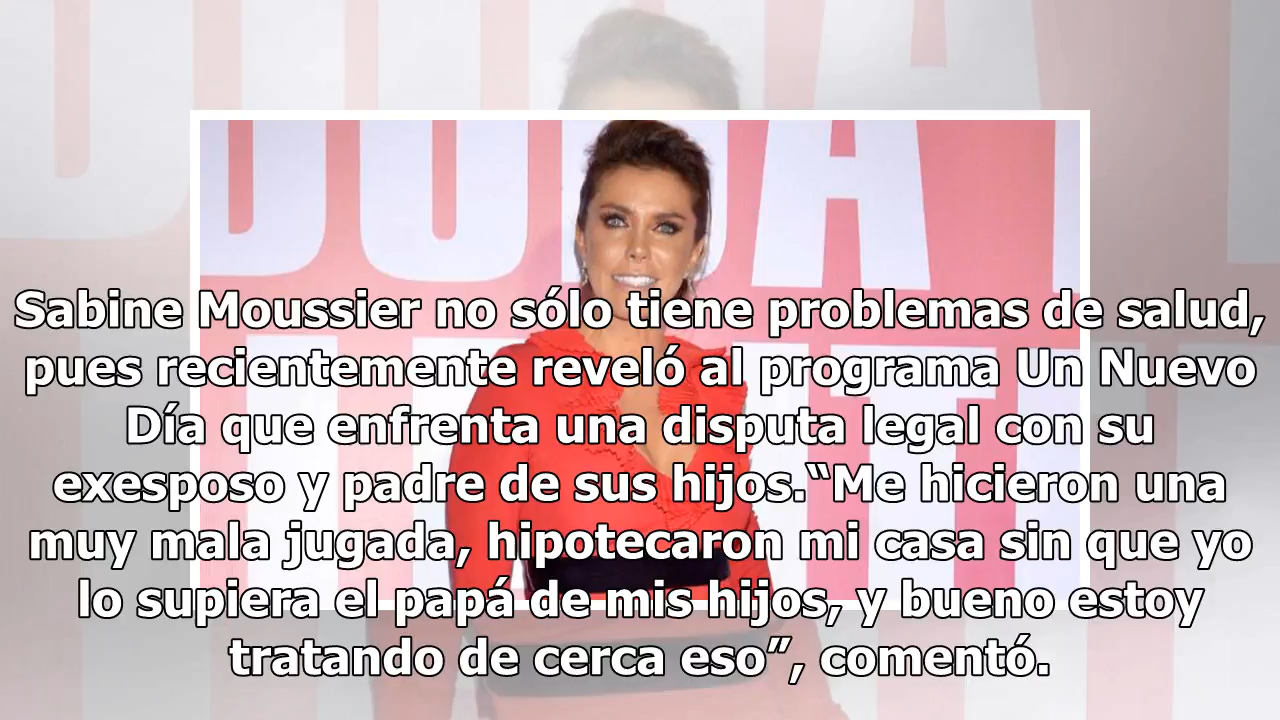 Sabine Moussier no sólo tiene problemas de salud,
pues recientemente reveló al programa Un Nuevo
Día que enfrenta una disputa legal con su
exesposo y padre de sus hijos.“Me hicieron una
muy mala jugada, hipotecaron mi casa sin que yo
lo supiera el papá de mis hijos, y bueno estoy
tratando de cerca eso”, comentó.